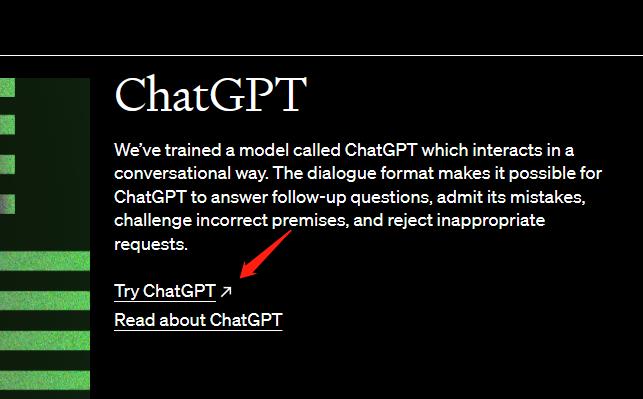 ChatGPT
We’ve trained a model called ChatGPT which interacts in a
conversational way. The dialogue format makes it possible for
ChatGPT to answer follow-up questions, admit its mistakes,
challenge incorrect premises, and reject inappropriate
requests.
Try ChatGPT ↗
Read about ChatGPT